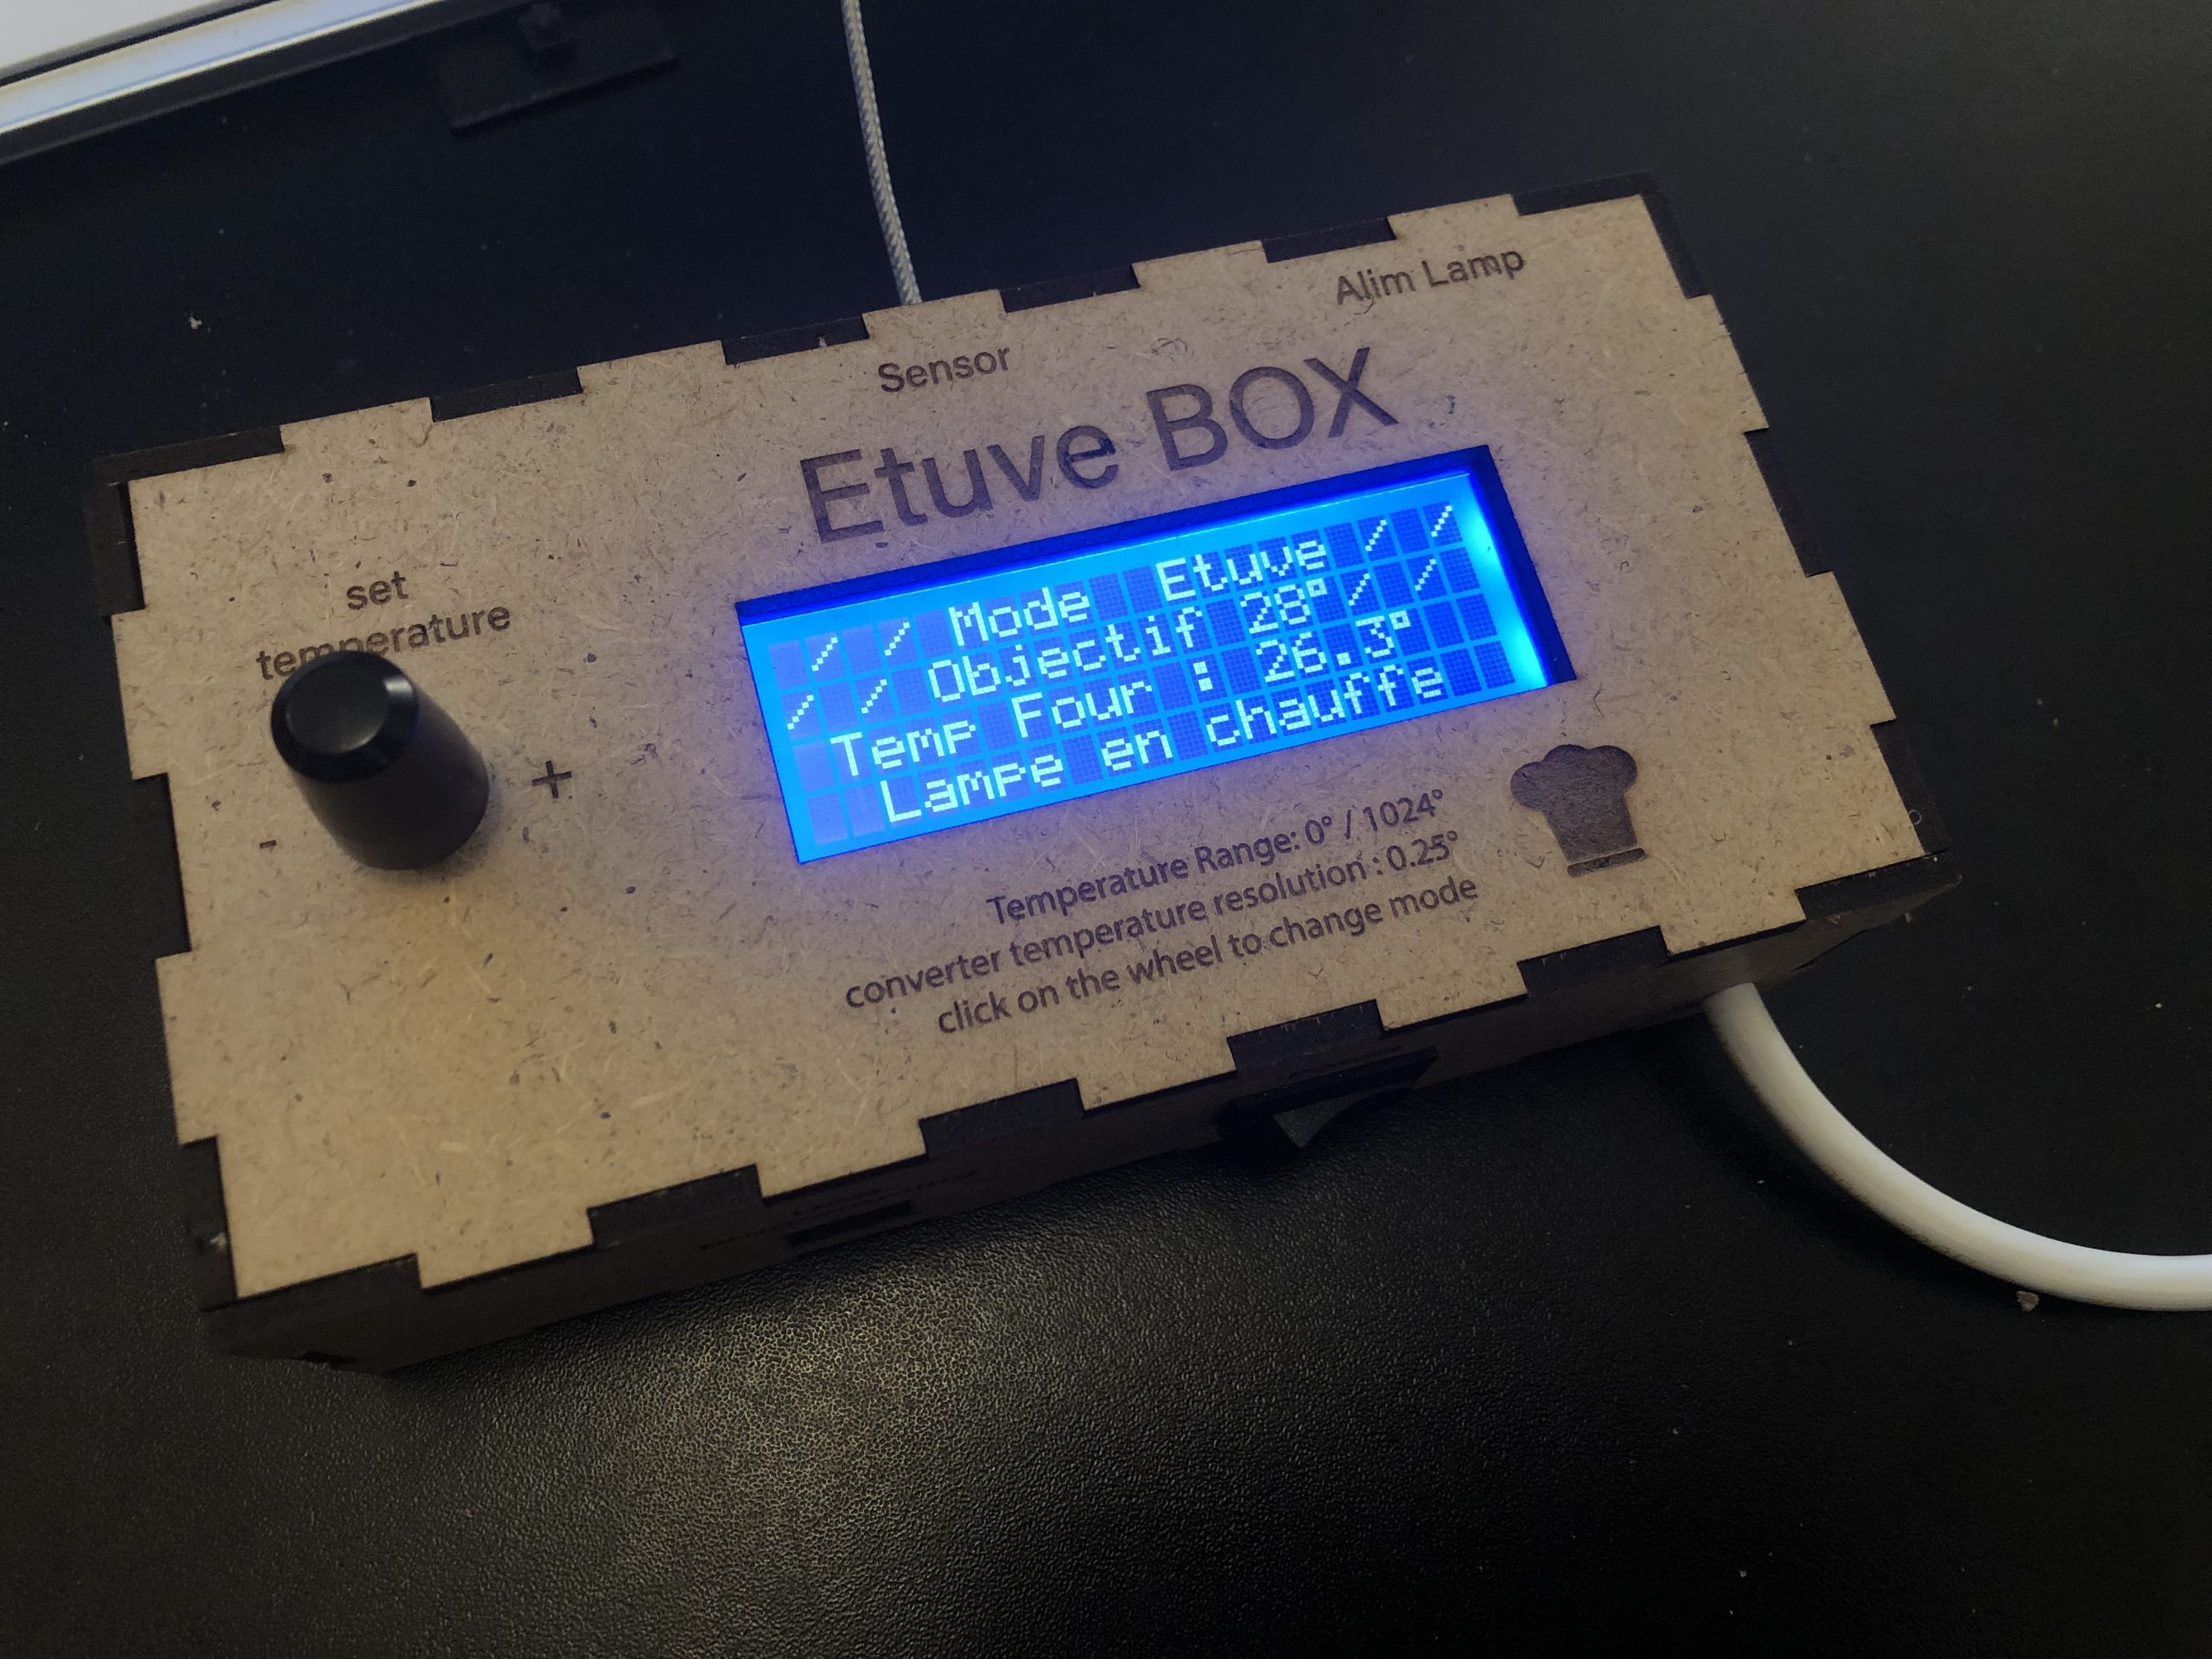 Alim Lamp
Sensor
Etuve BOX
set
temperature
- +
/ / Mode Etuve / /
/ / Objectif 28° / /
Temp Four : 26.3°
Lampe en chauffe
Temperature Range: 0° / 1024°
converter temperature resolution : 0.25°
click on the wheel to change mode